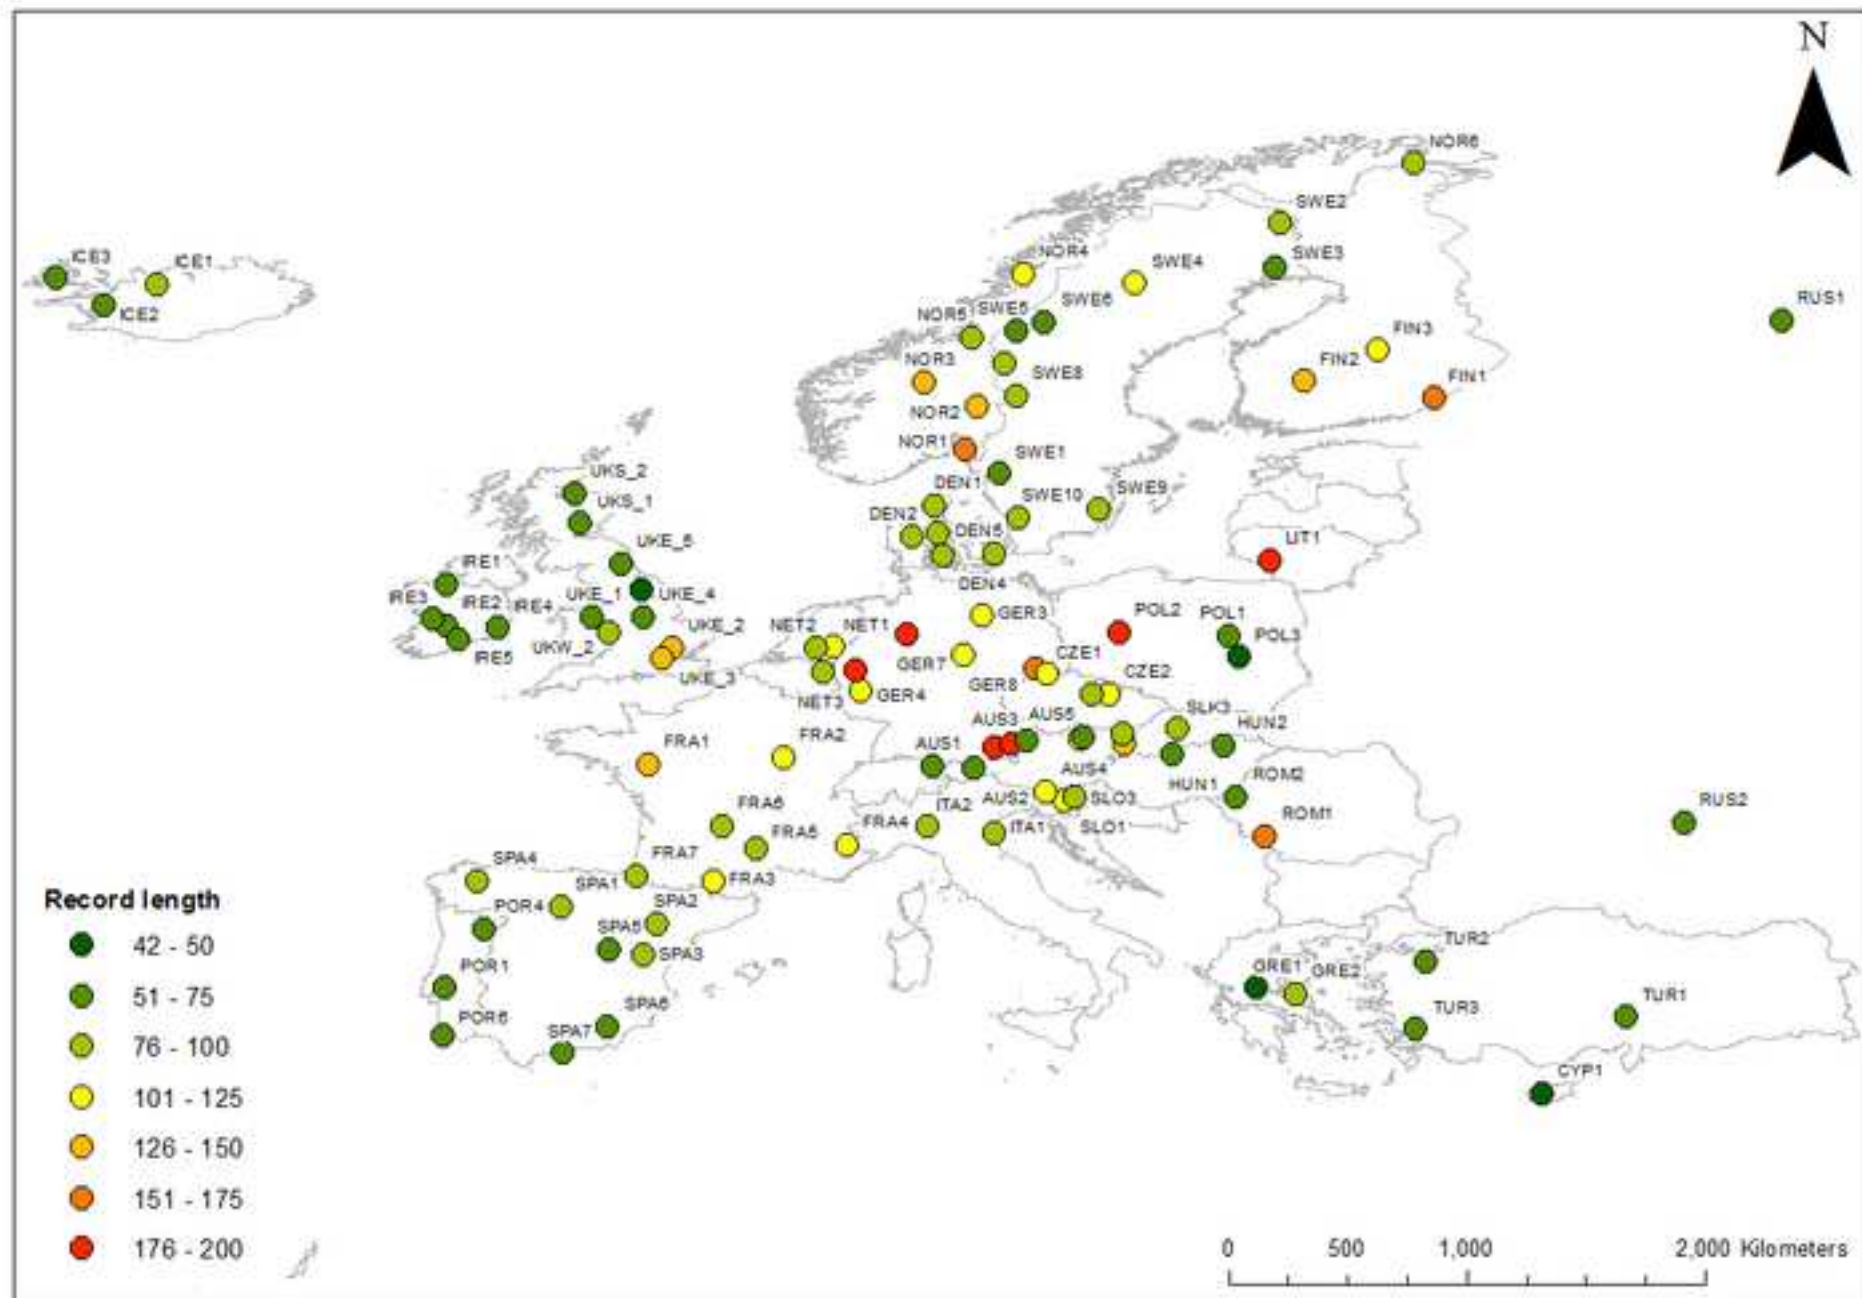 N
NOR6
SWE2
ICE3
ICE1
NOR4
SWE4
SWE3
ICE2
NOR5
SWE5
SWE6
RUS1
NOR3
SWE8
FIN3
FIN2
FIN1
NOR2
NOR1
SWE1
UKS_2
DEN1
SWE10
SWE9
UKS_1
DEN2
DEN5
UKE_5
LIT1
IRE1
DEN4
IRE3
IRE2
IRE4
UKE_1
UKE_4
GER3
POL2
POL1
UKE_2
NET2
NET1
POL3
UKW_2
IRE5
GER7
CZE1
UKE_3
GER8
CZE2
NET3
GER4
AUS3
AUS5
SLK3
HUN2
FRA1
FRA2
AUS1
AUS4
HUN1
ROM2
AUS2
SLO3
FRA6
ITA2
RUS2
FRA5
FRA4
ITA1
SLO1
ROM1
SPA4
FRA7
SPA1
FRA3
Record length
POR4
SPA2
42 - 50
SPA5
SPA3
TUR2
POR1
GRE1
GRE2
51 - 75
TUR3
TUR1
POR5
SPA7
SPA6
76 - 100
CYP1
101 - 125
126 - 150
151 - 175
176 - 200
0 500 1,000 2,000 Kilometers